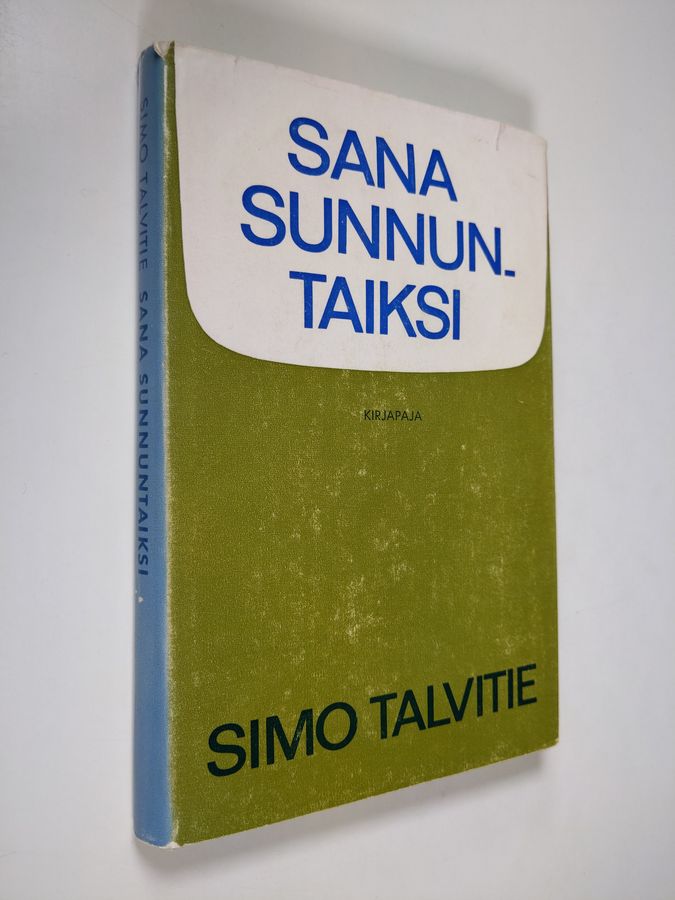 SANA
SUNNUN-
TAIKSI
KIRJAPAJA
SIMO TALVITIE
SIMO TALVITIE SANA SUNNUNTAIKSI